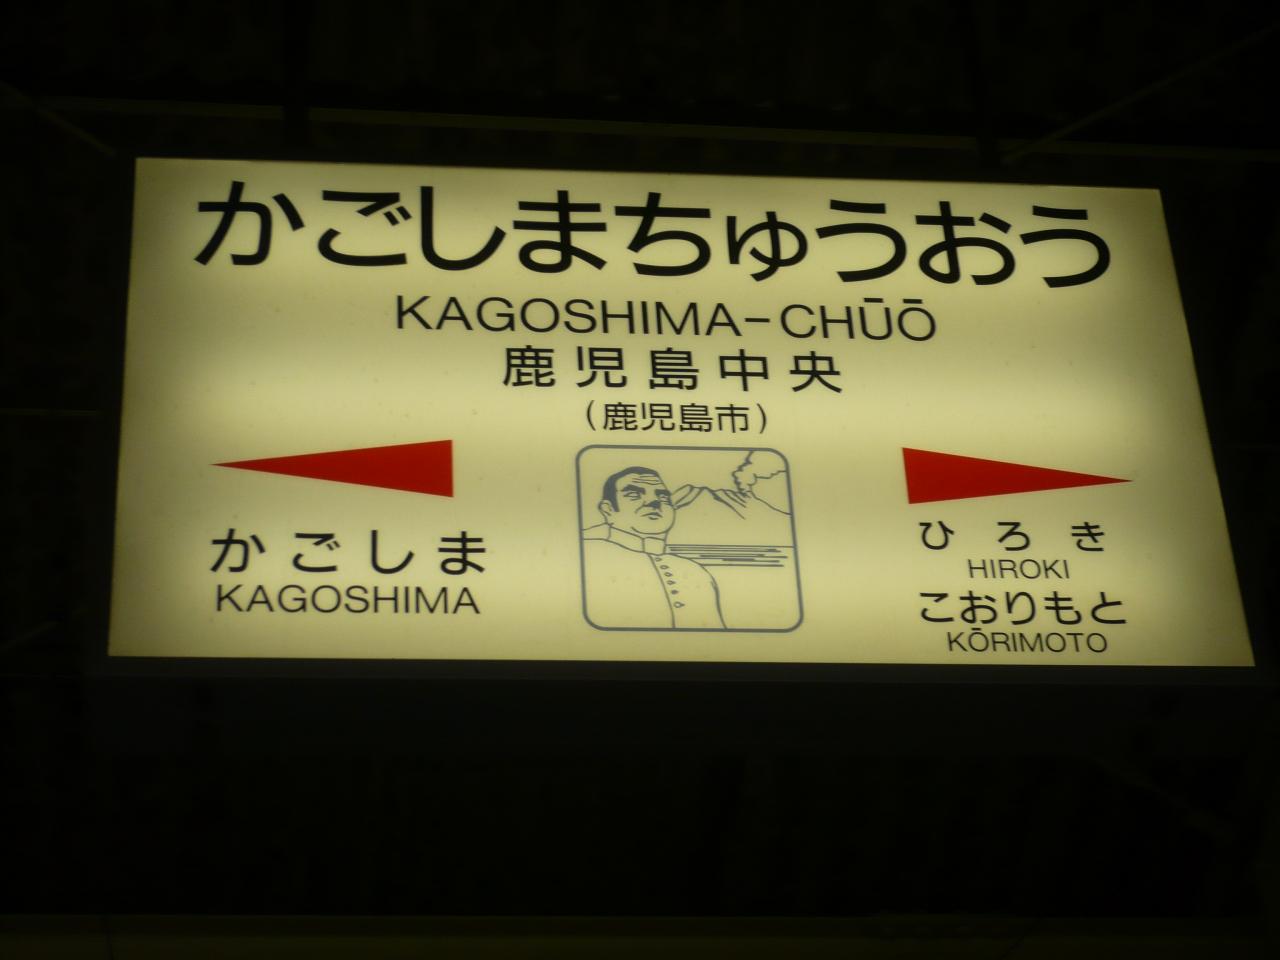 かごしまちゅうおう
KAGOSHIMA-CHŪŌ
鹿児島中央
(鹿児島市)
かごしま
KAGOSHIMA
ひろき
HIROKI
こおりもと
KŌRIMOTO